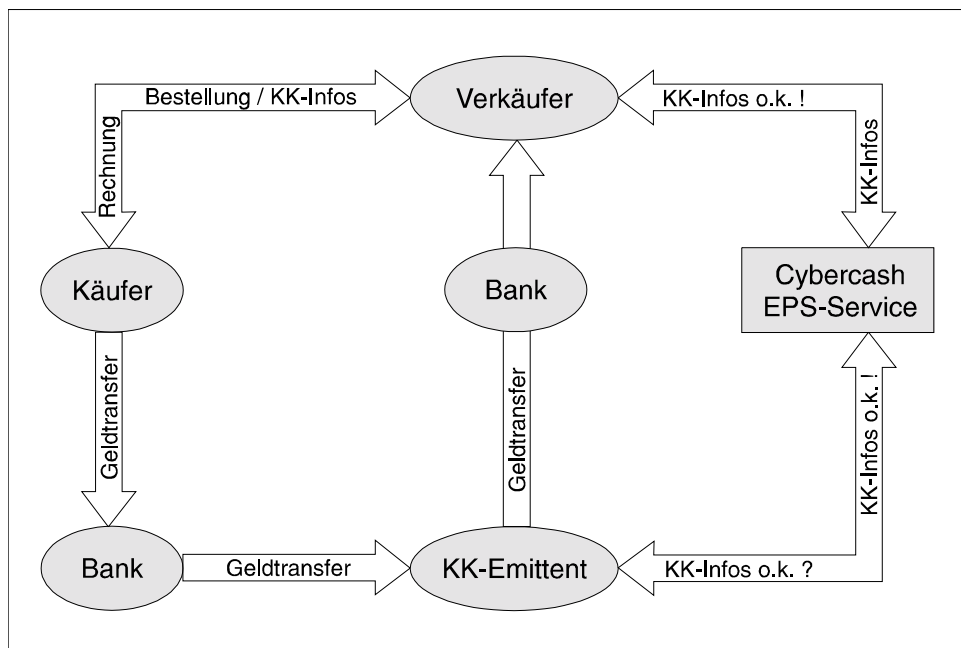 Bestellung / KK-Infos
Verkäufer
KK-Infos o.k. !
Rechnung
KK-Infos
Käufer
Bank
Cybercash
EPS-Service
Geldtransfer
Geldtransfer
KK-Infos o.k. !
Bank
Geldtransfer
KK-Emittent
KK-Infos o.k. ?